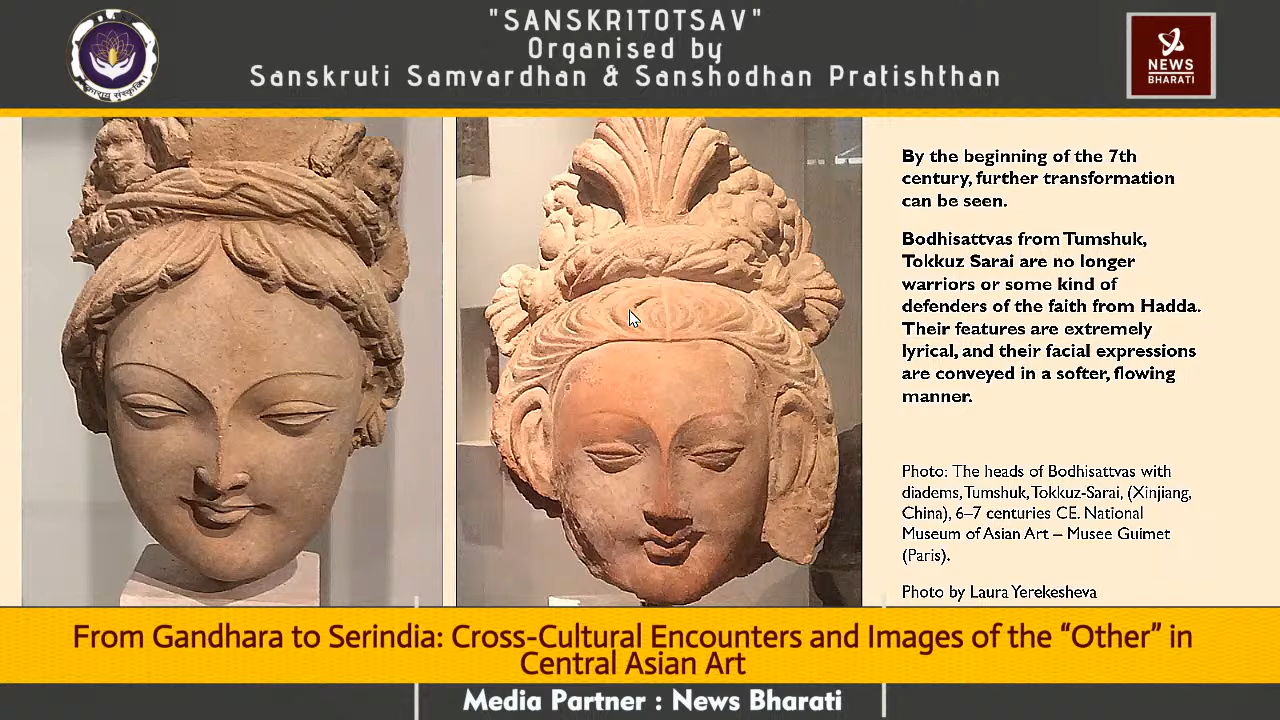 "SANSKRITOTSAV"
Organised by
Sanskruti Samvardhan & Sanshodhan Pratishthan
NEWS
BHARATI
By the beginning of the 7th
century, further transformation
can be seen.
Bodhisattvas from Tumshuk,
Tokkuz Sarai are no longer
warriors or some kind of
defenders of the faith from Hadda.
Their features are extremely
lyrical, and their facial expressions
are conveyed in a softer, flowing
manner.
Photo: The heads of Bodhisattvas with
diadems, Tumshuk, Tokkuz-Sarai, (Xinjiang,
China), 6–7 centuries CE. National
Museum of Asian Art – Musee Guimet
(Paris).
Photo by Laura Yerekesheva
From Gandhara to Serindia: Cross-Cultural Encounters and Images of the “Other” in
Central Asian Art
Media Partner : News Bharati